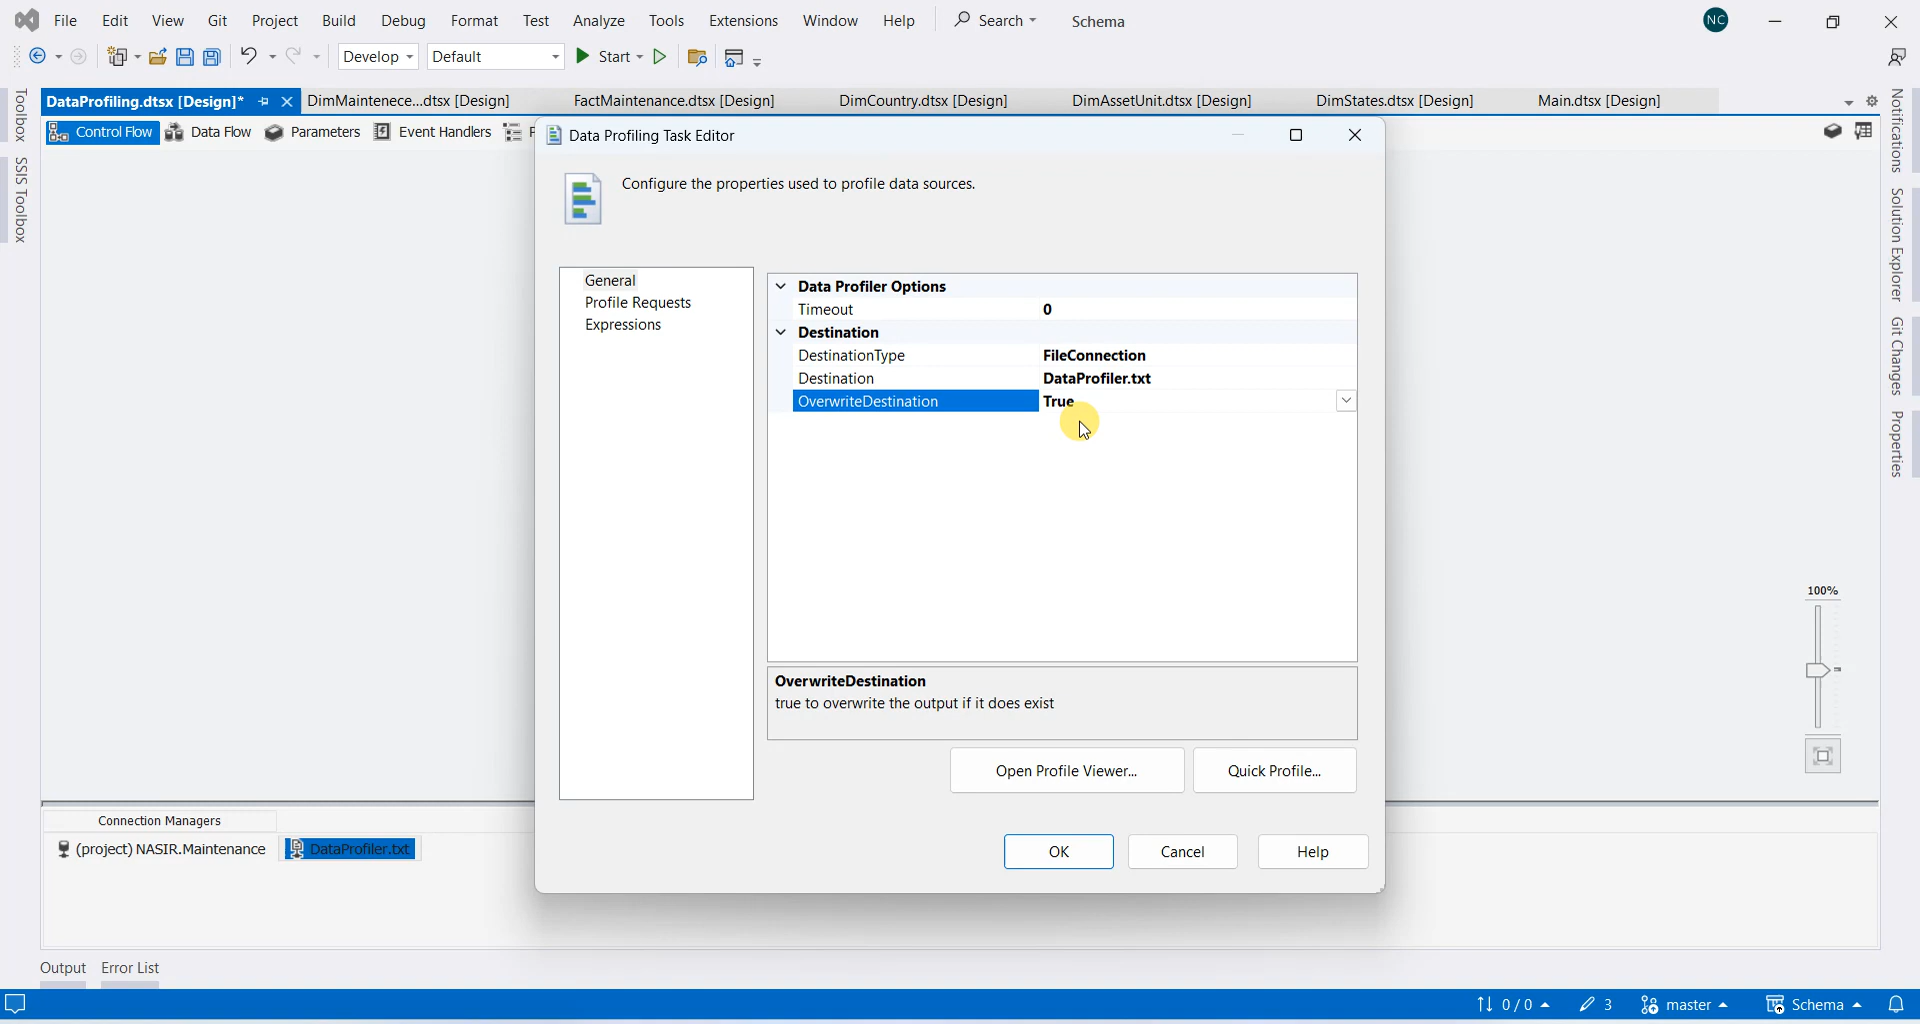 File Edit View Git Project Build Debug Format Test Analyze Tools Extensions Window Help Search Schema NC
Develop Default Start
DataProfiling.dtsx [Design]* DimMaintenece...dtsx [Design] FactMaintenance.dtsx [Design] DimCountry.dtsx [Design] DimAssetUnit.dtsx [Design] DimStates.dtsx [Design] Main.dtsx [Design]
Control Flow Data Flow Parameters Event Handlers
Toolbox
SSIS Toolbox
Data Profiling Task Editor
Configure the properties used to profile data sources.
General
Profile Requests
Expressions
Data Profiler Options
Timeout 0
Destination
DestinationType FileConnection
Destination DataProfiler.txt
OverwriteDestination True
OverwriteDestination
true to overwrite the output if it does exist
Open Profile Viewer... Quick Profile...
OK Cancel Help
Notifications
Solution Explorer
Git Changes
Properties
100%
Connection Managers
(project) NASIR.Maintenance DataProfiler.txt
Output Error List
0 / 0 3 master Schema